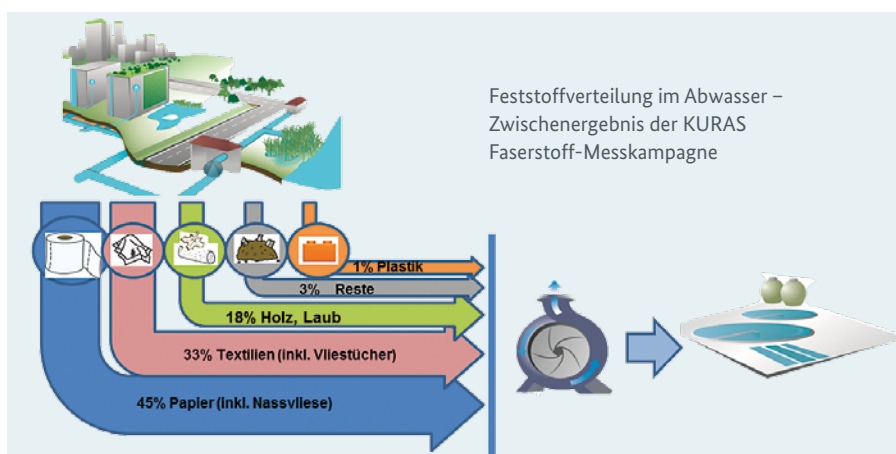 Feststoffverteilung im Abwasser –
Zwischenergebnis der KURAS
Faserstoff-Messkampagne
1% Plastik
3% Reste
18% Holz, Laub
33% Textilien (inkl. Vliestücher)
45% Papier (inkl. Nassvliese)